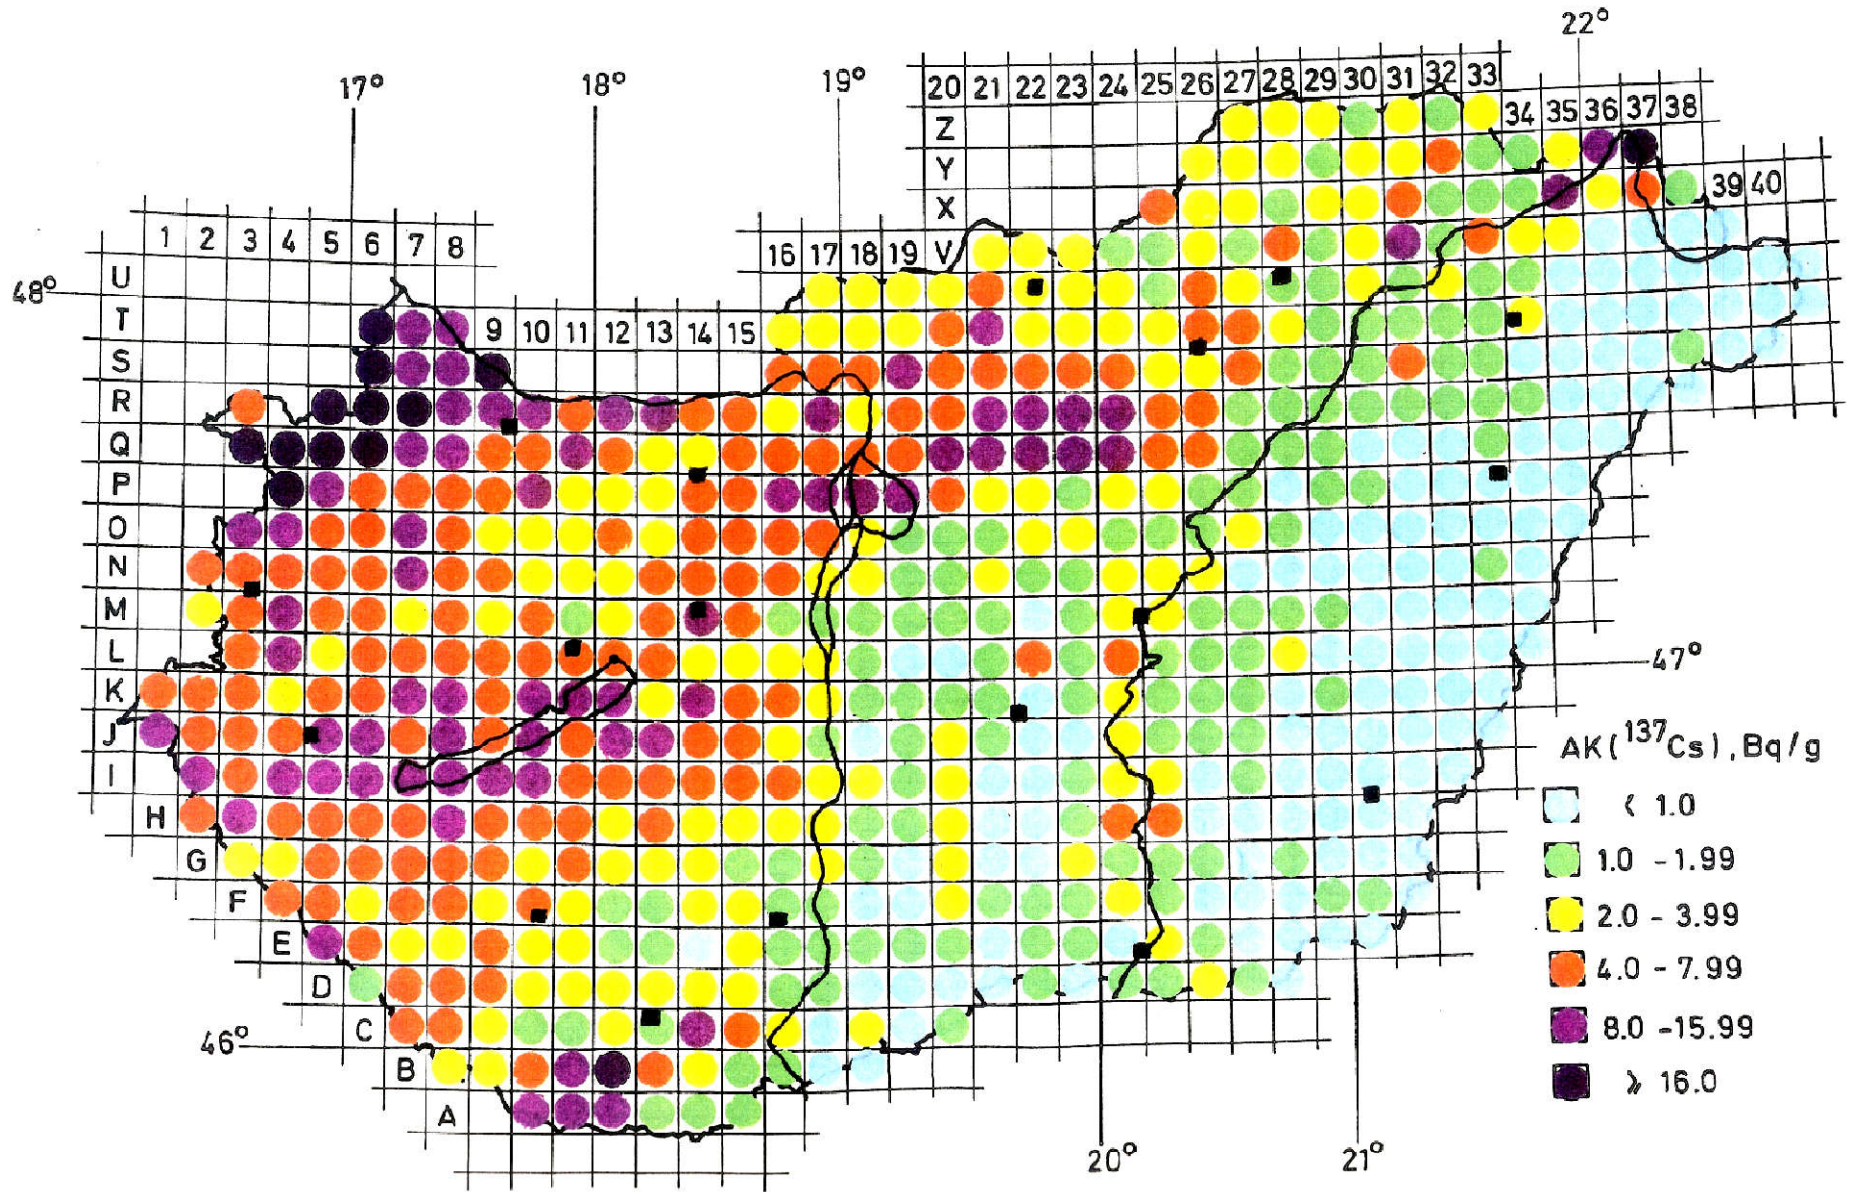 22°
17° 18° 19°
20 21 22 23 24 25 26 27 28 29 30 31 32 33
Z
34 35 36 37 38
Y
39 40
X
1 2 3 4 5 6 7 8
16 17 18 19 V
U
48°
T
9 10 11 12 13 14 15
S
R
Q
P
O
N
M
L
47°
K
J
AK(¹³⁷Cs), Bq/g
I
< 1.0
H
G
1.0 - 1.99
F
2.0 - 3.99
E
4.0 - 7.99
D
C
8.0 - 15.99
46°
B
⩾ 16.0
A
20° 21°